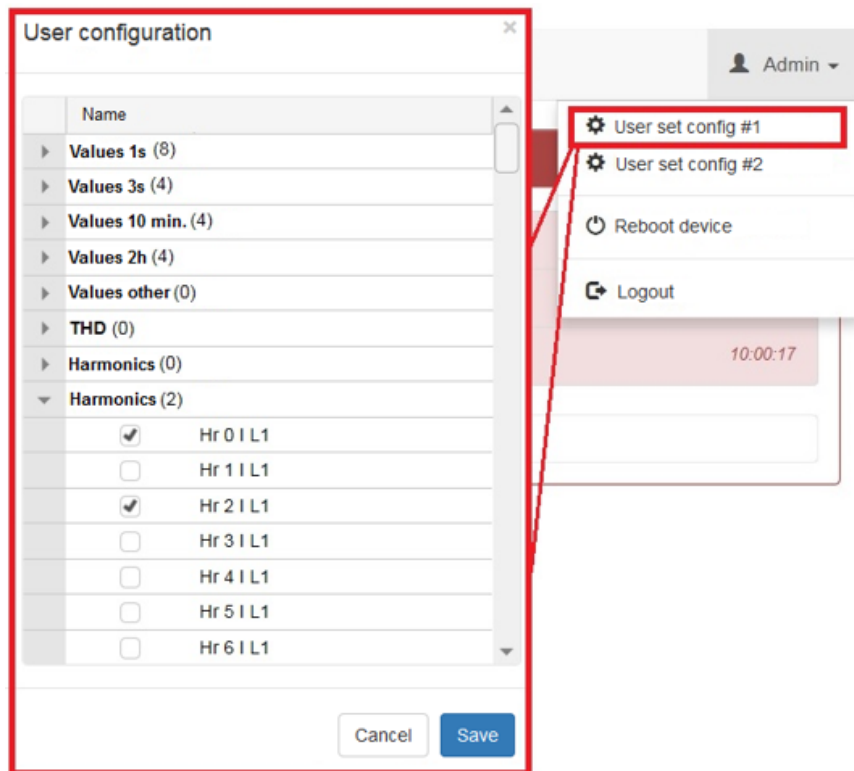 User configuration
×
Name
Values 1s (8)
Values 3s (4)
Values 10 min. (4)
Values 2h (4)
Values other (0)
THD (0)
Harmonics (0)
Harmonics (2)
Hr 0 I L1
Hr 1 I L1
Hr 2 I L1
Hr 3 I L1
Hr 4 I L1
Hr 5 I L1
Hr 6 I L1
Cancel
Save
Admin
User set config #1
User set config #2
Reboot device
Logout
10:00:17